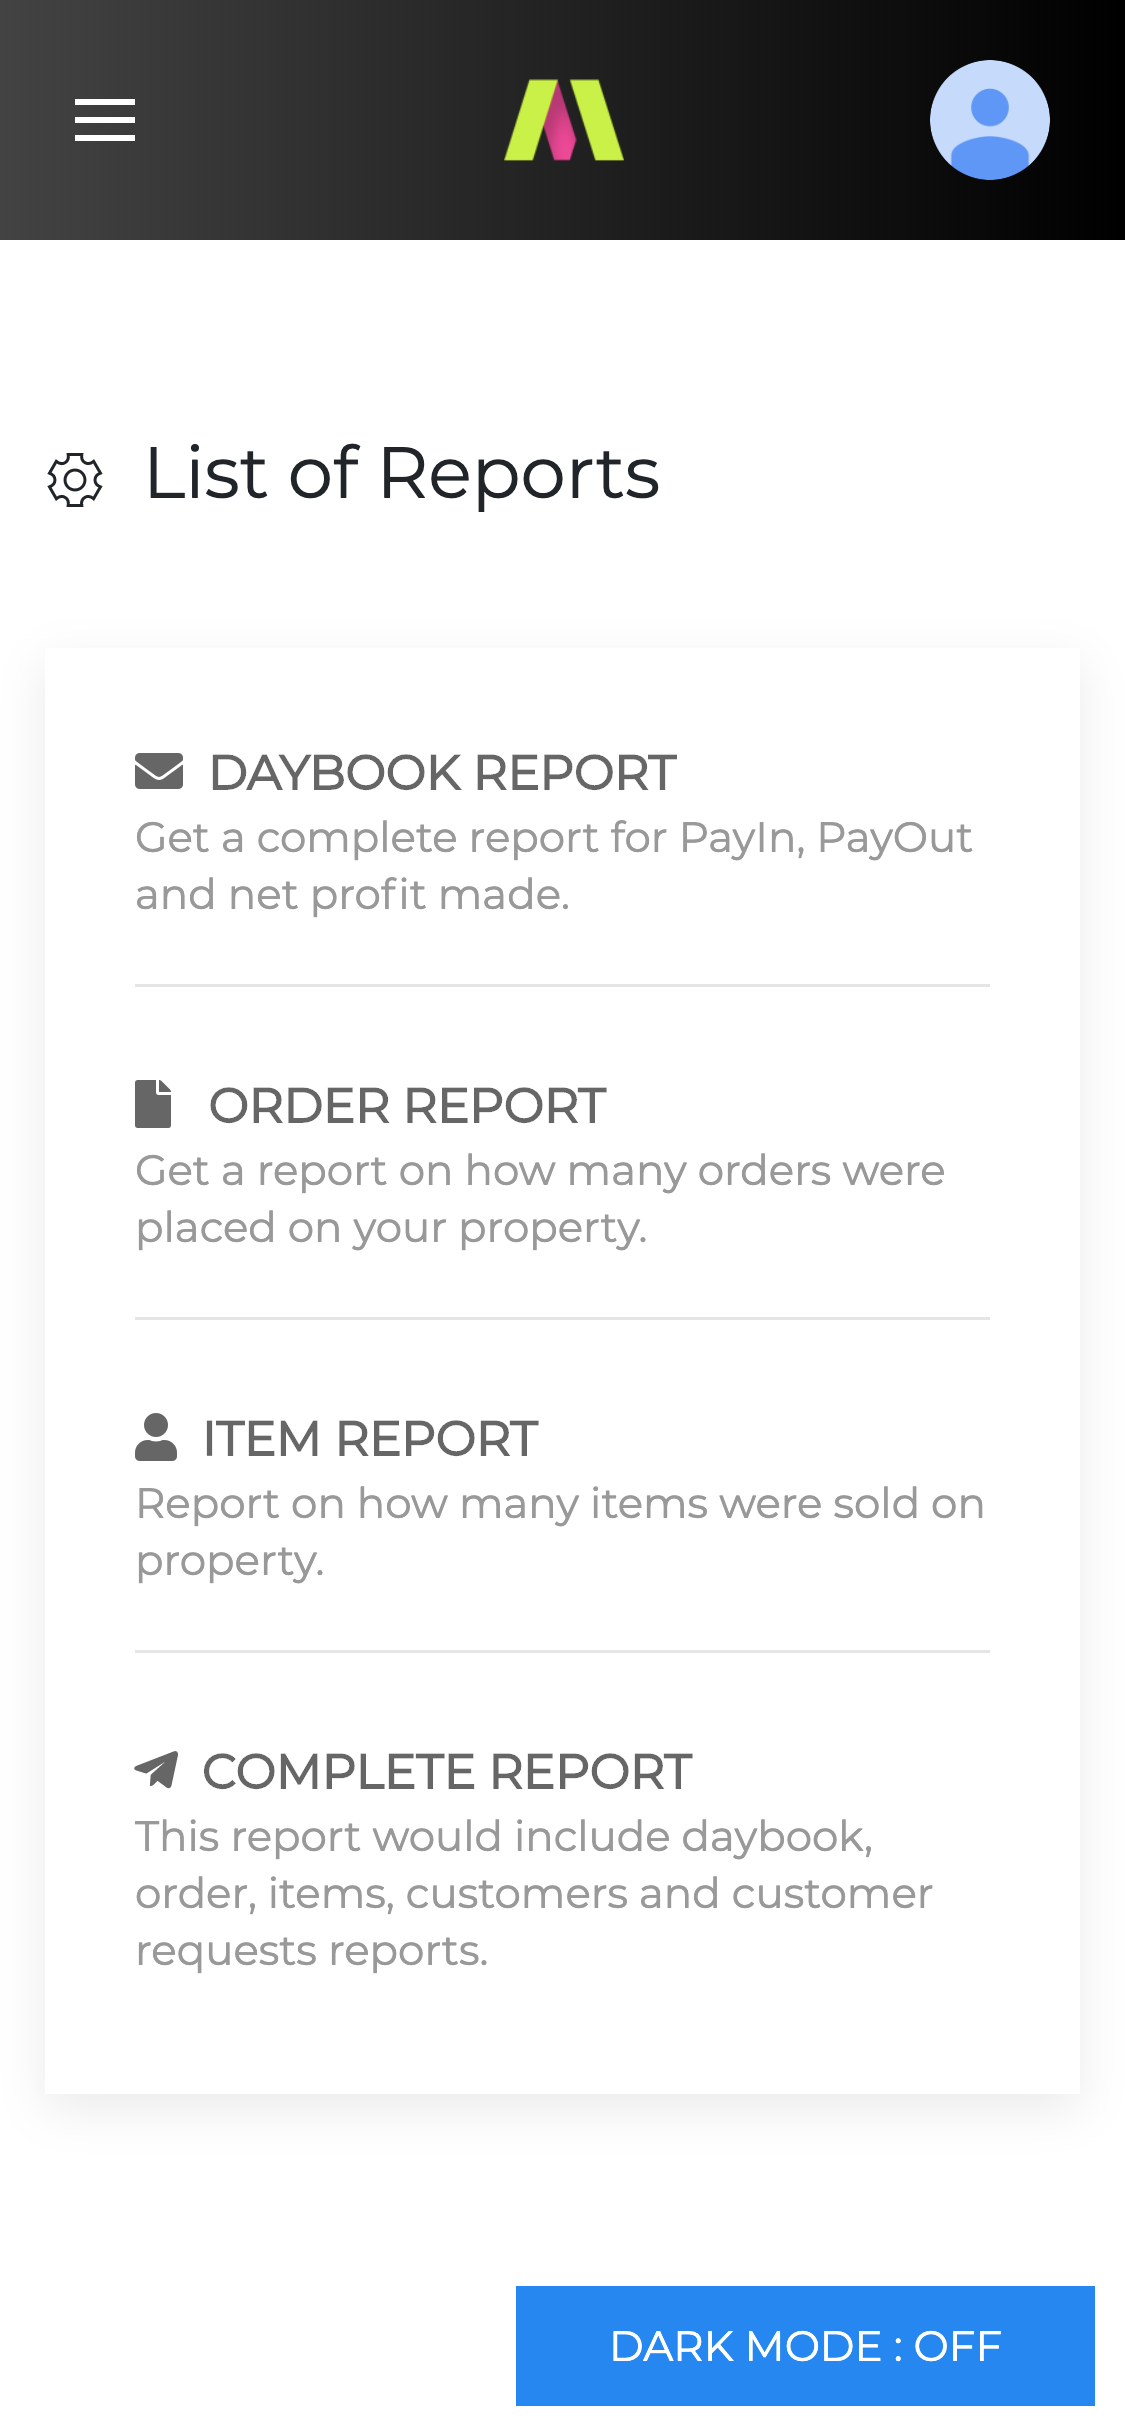 List of Reports
DAYBOOK REPORT
Get a complete report for PayIn, PayOut
and net profit made.
ORDER REPORT
Get a report on how many orders were
placed on your property.
ITEM REPORT
Report on how many items were sold on
property.
COMPLETE REPORT
This report would include daybook,
order, items, customers and customer
requests reports.
DARK MODE : OFF